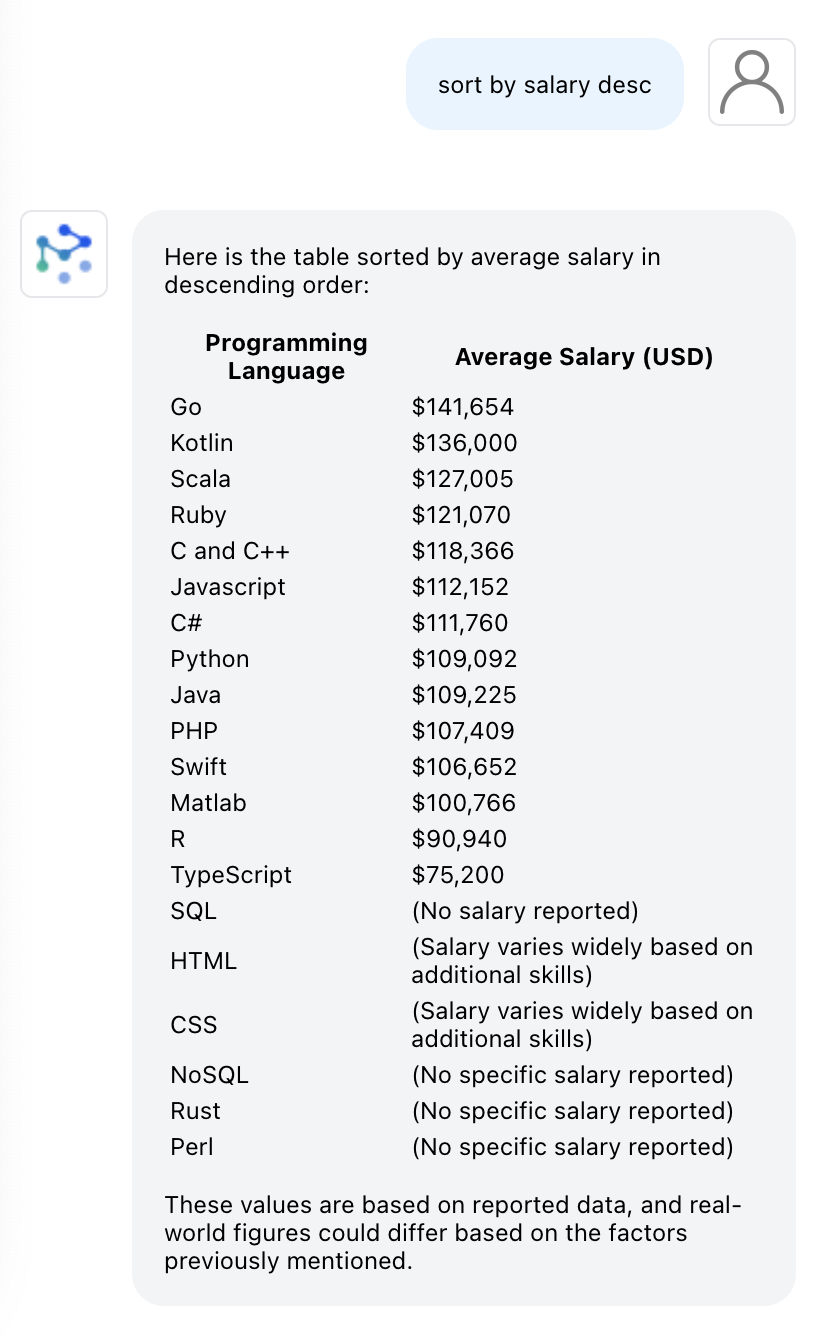 sort by salary desc
Here is the table sorted by average salary in
descending order:
Programming
Language
Average Salary (USD)
Go $141,654
Kotlin $136,000
Scala $127,005
Ruby $121,070
C and C++ $118,366
Javascript $112,152
C# $111,760
Python $109,092
Java $109,225
PHP $107,409
Swift $106,652
Matlab $100,766
R $90,940
TypeScript $75,200
SQL (No salary reported)
HTML (Salary varies widely based on
additional skills)
CSS (Salary varies widely based on
additional skills)
NoSQL (No specific salary reported)
Rust (No specific salary reported)
Perl (No specific salary reported)
These values are based on reported data, and real-
world figures could differ based on the factors
previously mentioned.